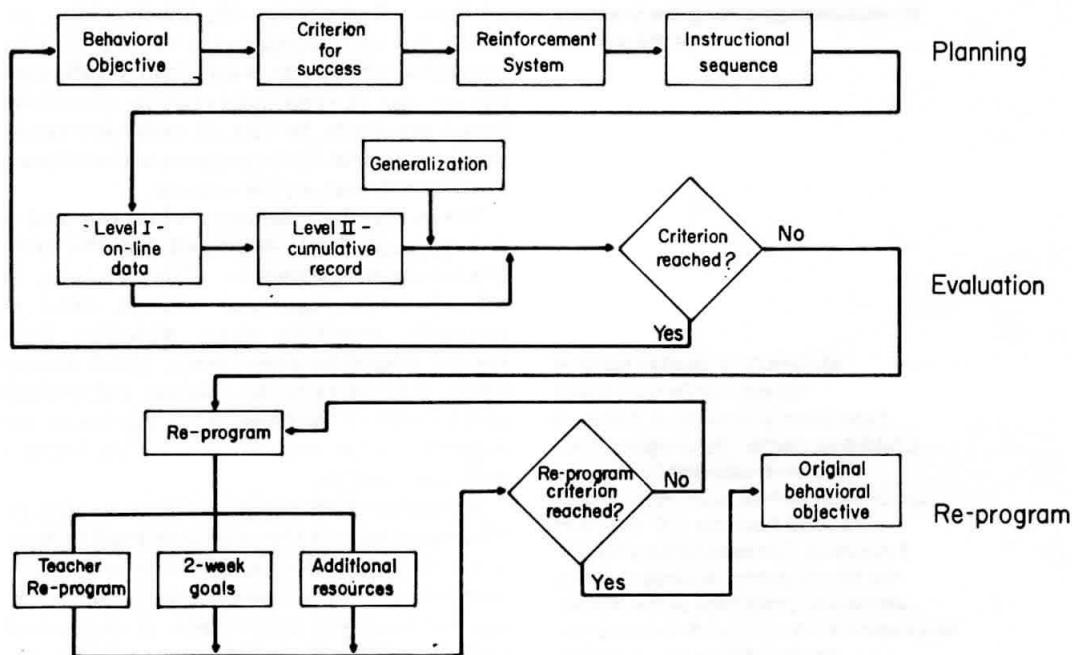 Behavioral
Objective
Criterion
for
success
Reinforcement
System
Instructional
sequence
Planning
Generalization
Level I -
on-line
data
Level II -
cumulative
record
Criterion
reached?
No
Yes
Evaluation
Re-program
Re-program
criterion
reached?
No
Yes
Original
behavioral
objective
Re-program
Teacher
Re-program
2-week
goals
Additional
resources